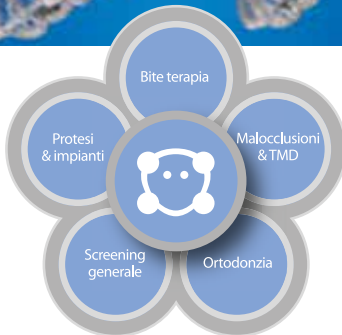 Bite terapia
Protesi
& impianti
Malocclusioni
& TMD
Screening
generale
Ortodonzia